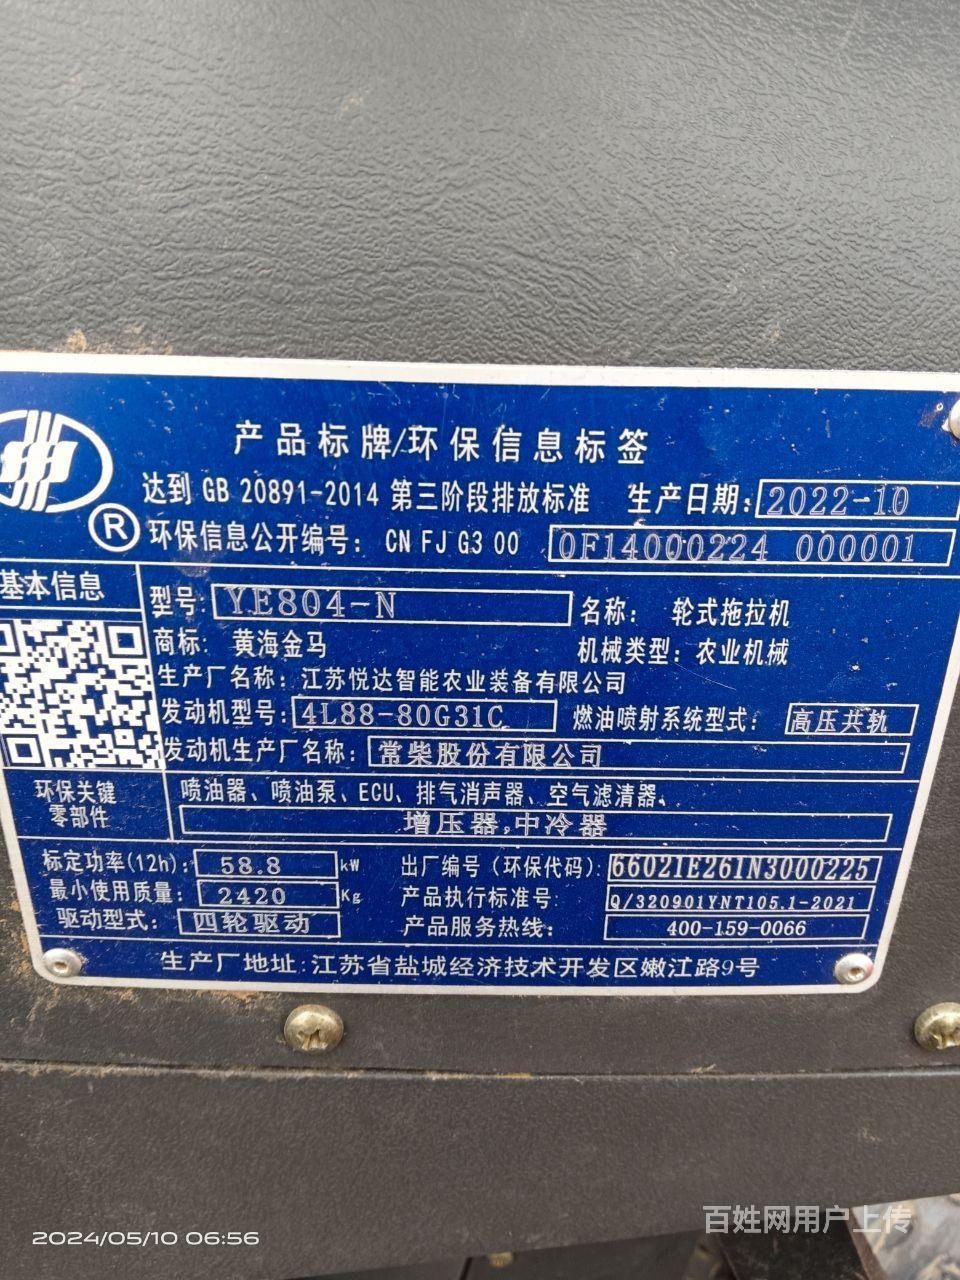 产品标牌/环保信息标签
达到 GB 20891-2014 第三阶段排放标准 生产日期: 2022-10
® 环保信息公开编号: CN FJ G3 00 0F14000224 000001
基本信息
型号: YE804-N 名称: 轮式拖拉机
商标: 黄海金马 机械类型: 农业机械
生产厂名称: 江苏悦达智能农业装备有限公司
发动机型号: 4L88-80G31C 燃油喷射系统型式: 高压共轨
发动机生产厂名称: 常柴股份有限公司
环保关键零部件 喷油器、喷油泵、ECU、排气消声器、空气滤清器、
增压器,中冷器
标定功率(12h): 58.8 kW 出厂编号(环保代码): 66021E261N3000225
最小使用质量: 2420 Kg 产品执行标准号: Q/320901YNT105.1-2021
驱动型式: 四轮驱动 产品服务热线: 400-159-0066
生产厂地址:江苏省盐城经济技术开发区嫩江路9号
百姓网用户上传
2024/05/10 06:56